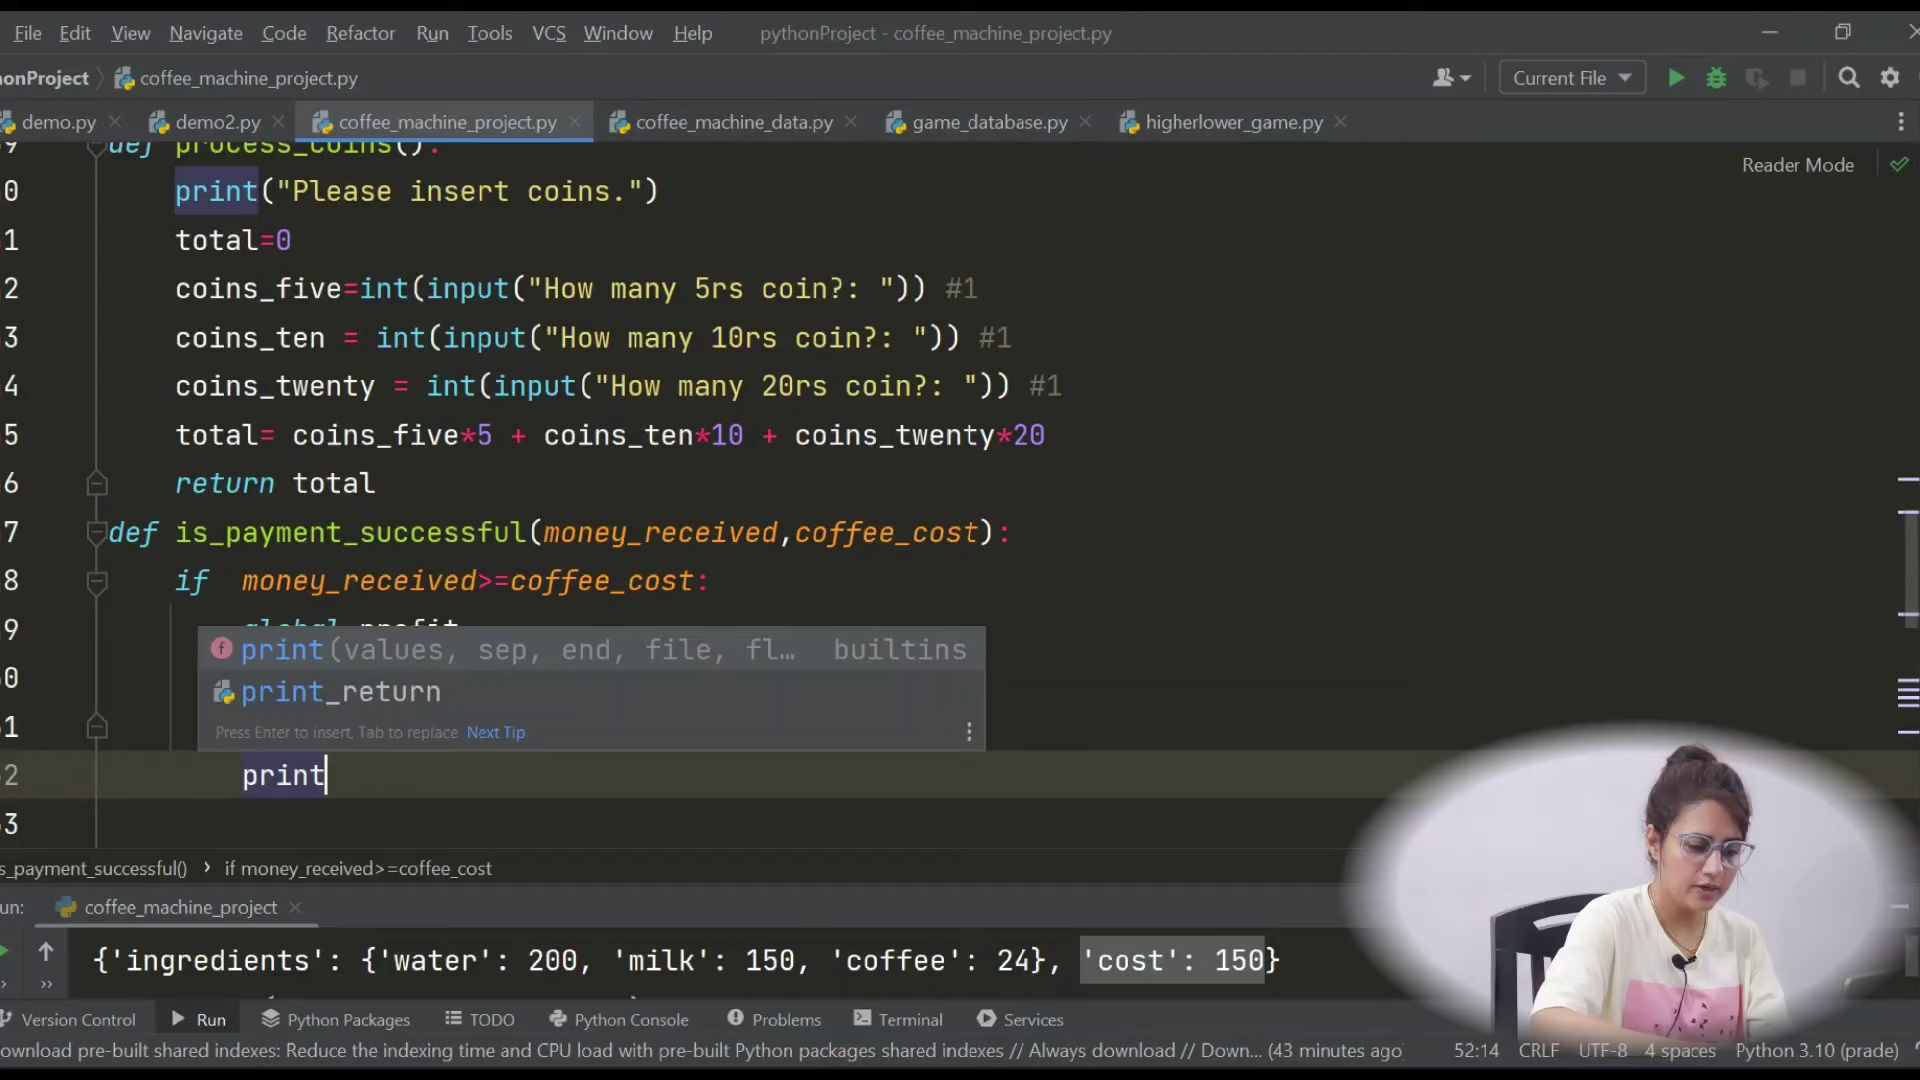 File Edit View Navigate Code Refactor Run Tools VCS Window Help pythonProject - coffee_machine_project.py
honProject 〉 coffee_machine_project.py Current File
demo.py demo2.py coffee_machine_project.py coffee_machine_data.py game_database.py higherlower_game.py
def process_coins():
Reader Mode
0 print("Please insert coins.")
1 total=0
2 coins_five=int(input("How many 5rs coin?: ")) #1
3 coins_ten = int(input("How many 10rs coin?: ")) #1
4 coins_twenty = int(input("How many 20rs coin?: ")) #1
5 total= coins_five*5 + coins_ten*10 + coins_twenty*20
6 return total
7 def is_payment_successful(money_received,coffee_cost):
8 if money_received>=coffee_cost:
9 global profit
print(values, sep, end, file, fl… builtins
0
print_return
1
Press Enter to insert, Tab to replace Next Tip
2 print
3
s_payment_successful() › if money_received>=coffee_cost
un: coffee_machine_project
{'ingredients': {'water': 200, 'milk': 150, 'coffee': 24}, 'cost': 150}
Version Control Run Python Packages TODO Python Console Problems Terminal Services
ownload pre-built shared indexes: Reduce the indexing time and CPU load with pre-built Python packages shared indexes // Always download // Down... (43 minutes ago) 52:14 CRLF UTF-8 4 spaces Python 3.10 (prade)